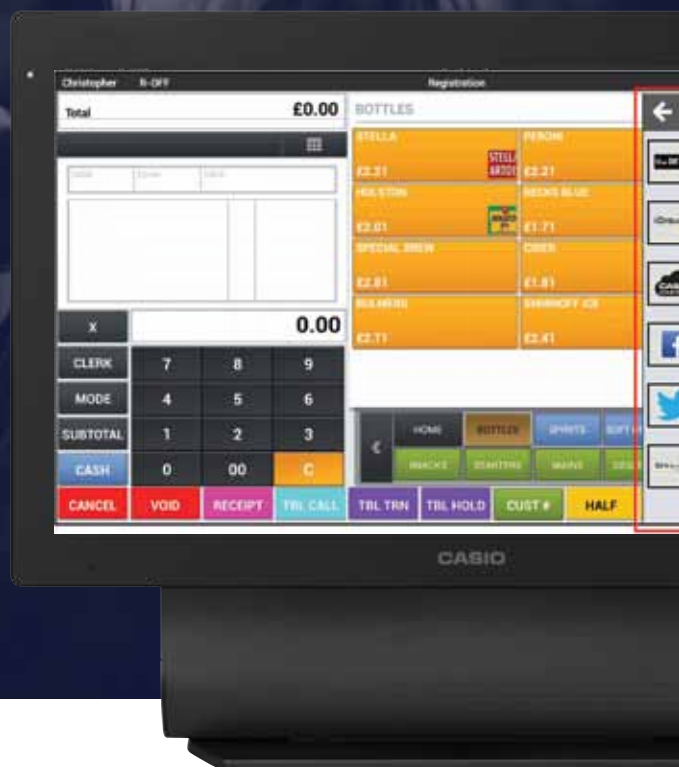 Christopher R-OFF Registration
Total £0.00
BOTTLES
STELLA
£2.21
STELLA ARTOIS
PERONI
£2.21
HOLSTON
£2.01
BECKS BLUE
£1.71
SPECIAL BREW
£2.81
CIDER
£1.81
BULMERS
£2.71
SMIRNOFF ICE
£2.41
X 0.00
CLERK 7 8 9
MODE 4 5 6
SUBTOTAL 1 2 3
CASH 0 00 C
HOME BOTTLES SPIRITS
SNACKS STARTERS MAINS
CANCEL VOID RECEIPT TBL CALL TBL TRN TBL HOLD CUST # HALF
CASIO